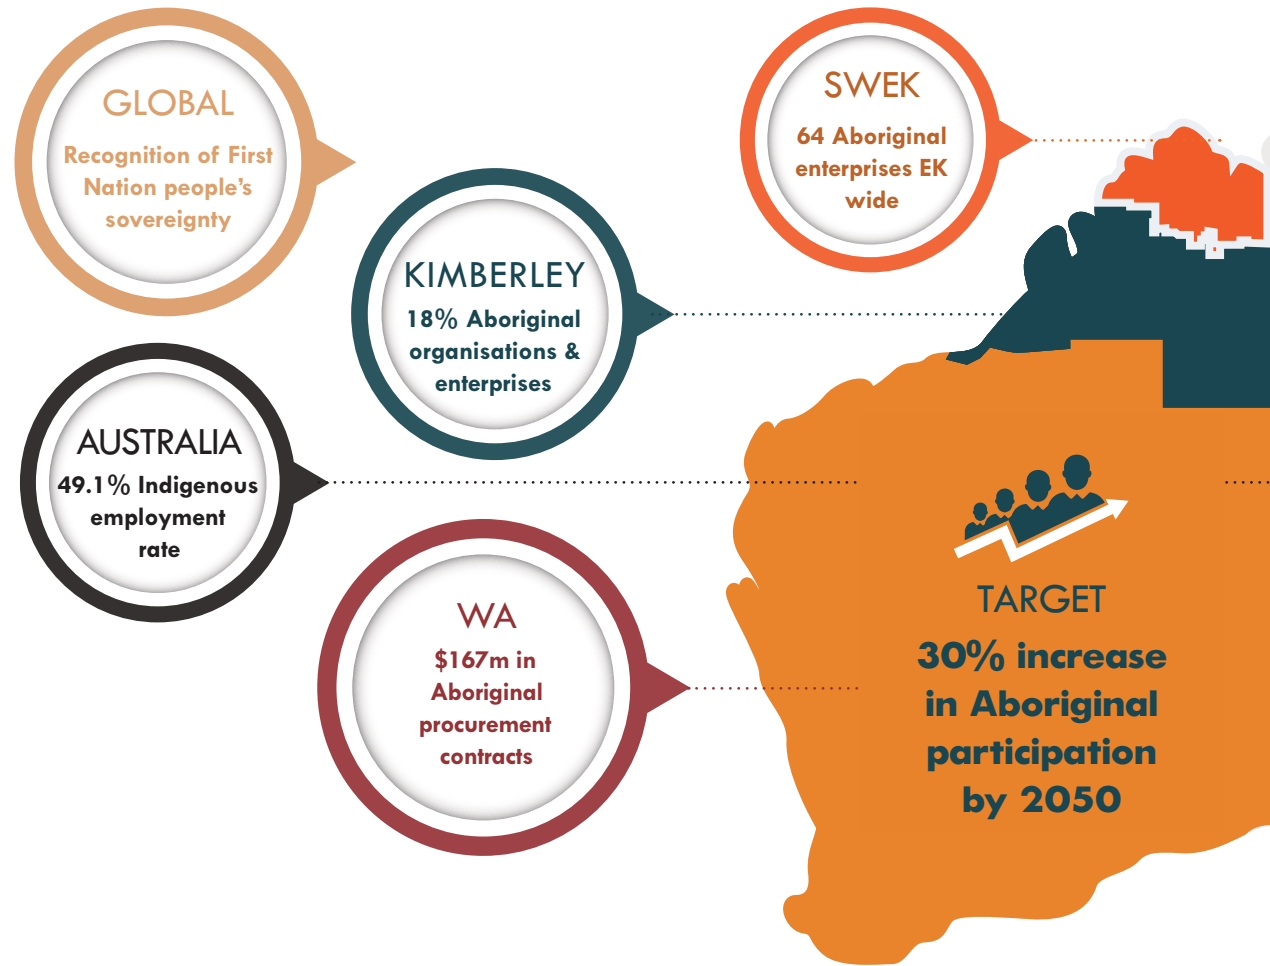 GLOBAL
Recognition of First
Nation people's
sovereignty
SWEK
64 Aboriginal
enterprises EK
wide
KIMBERLEY
18% Aboriginal
organisations &
enterprises
AUSTRALIA
49.1% Indigenous
employment
rate
WA
$167m in
Aboriginal
procurement
contracts
TARGET
30% increase
in Aboriginal
participation
by 2050